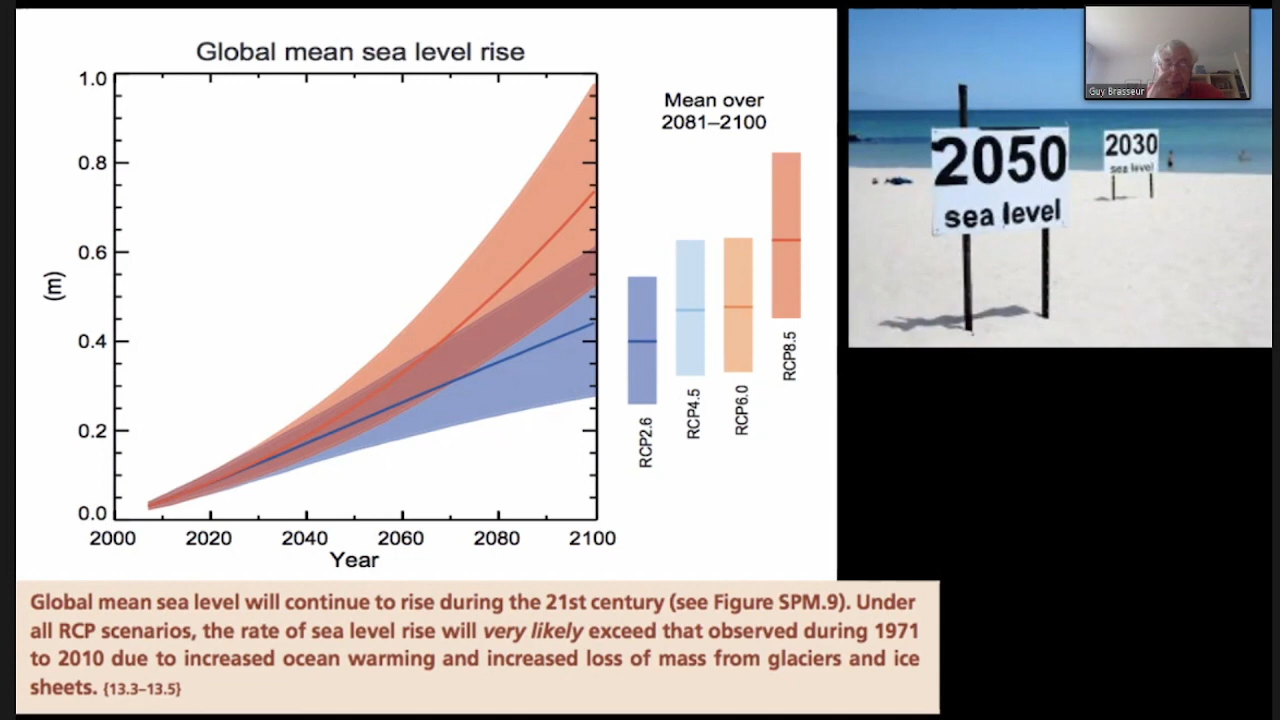 Global mean sea level rise
1.0
0.8
0.6
0.4
0.2
0.0
(m)
2000 2020 2040 2060 2080 2100
Year
Mean over
2081–2100
RCP2.6
RCP4.5
RCP6.0
RCP8.5
2050
sea level
2030
sea level
Guy Brasseur
Global mean sea level will continue to rise during the 21st century (see Figure SPM.9). Under
all RCP scenarios, the rate of sea level rise will very likely exceed that observed during 1971
to 2010 due to increased ocean warming and increased loss of mass from glaciers and ice
sheets. {13.3–13.5}